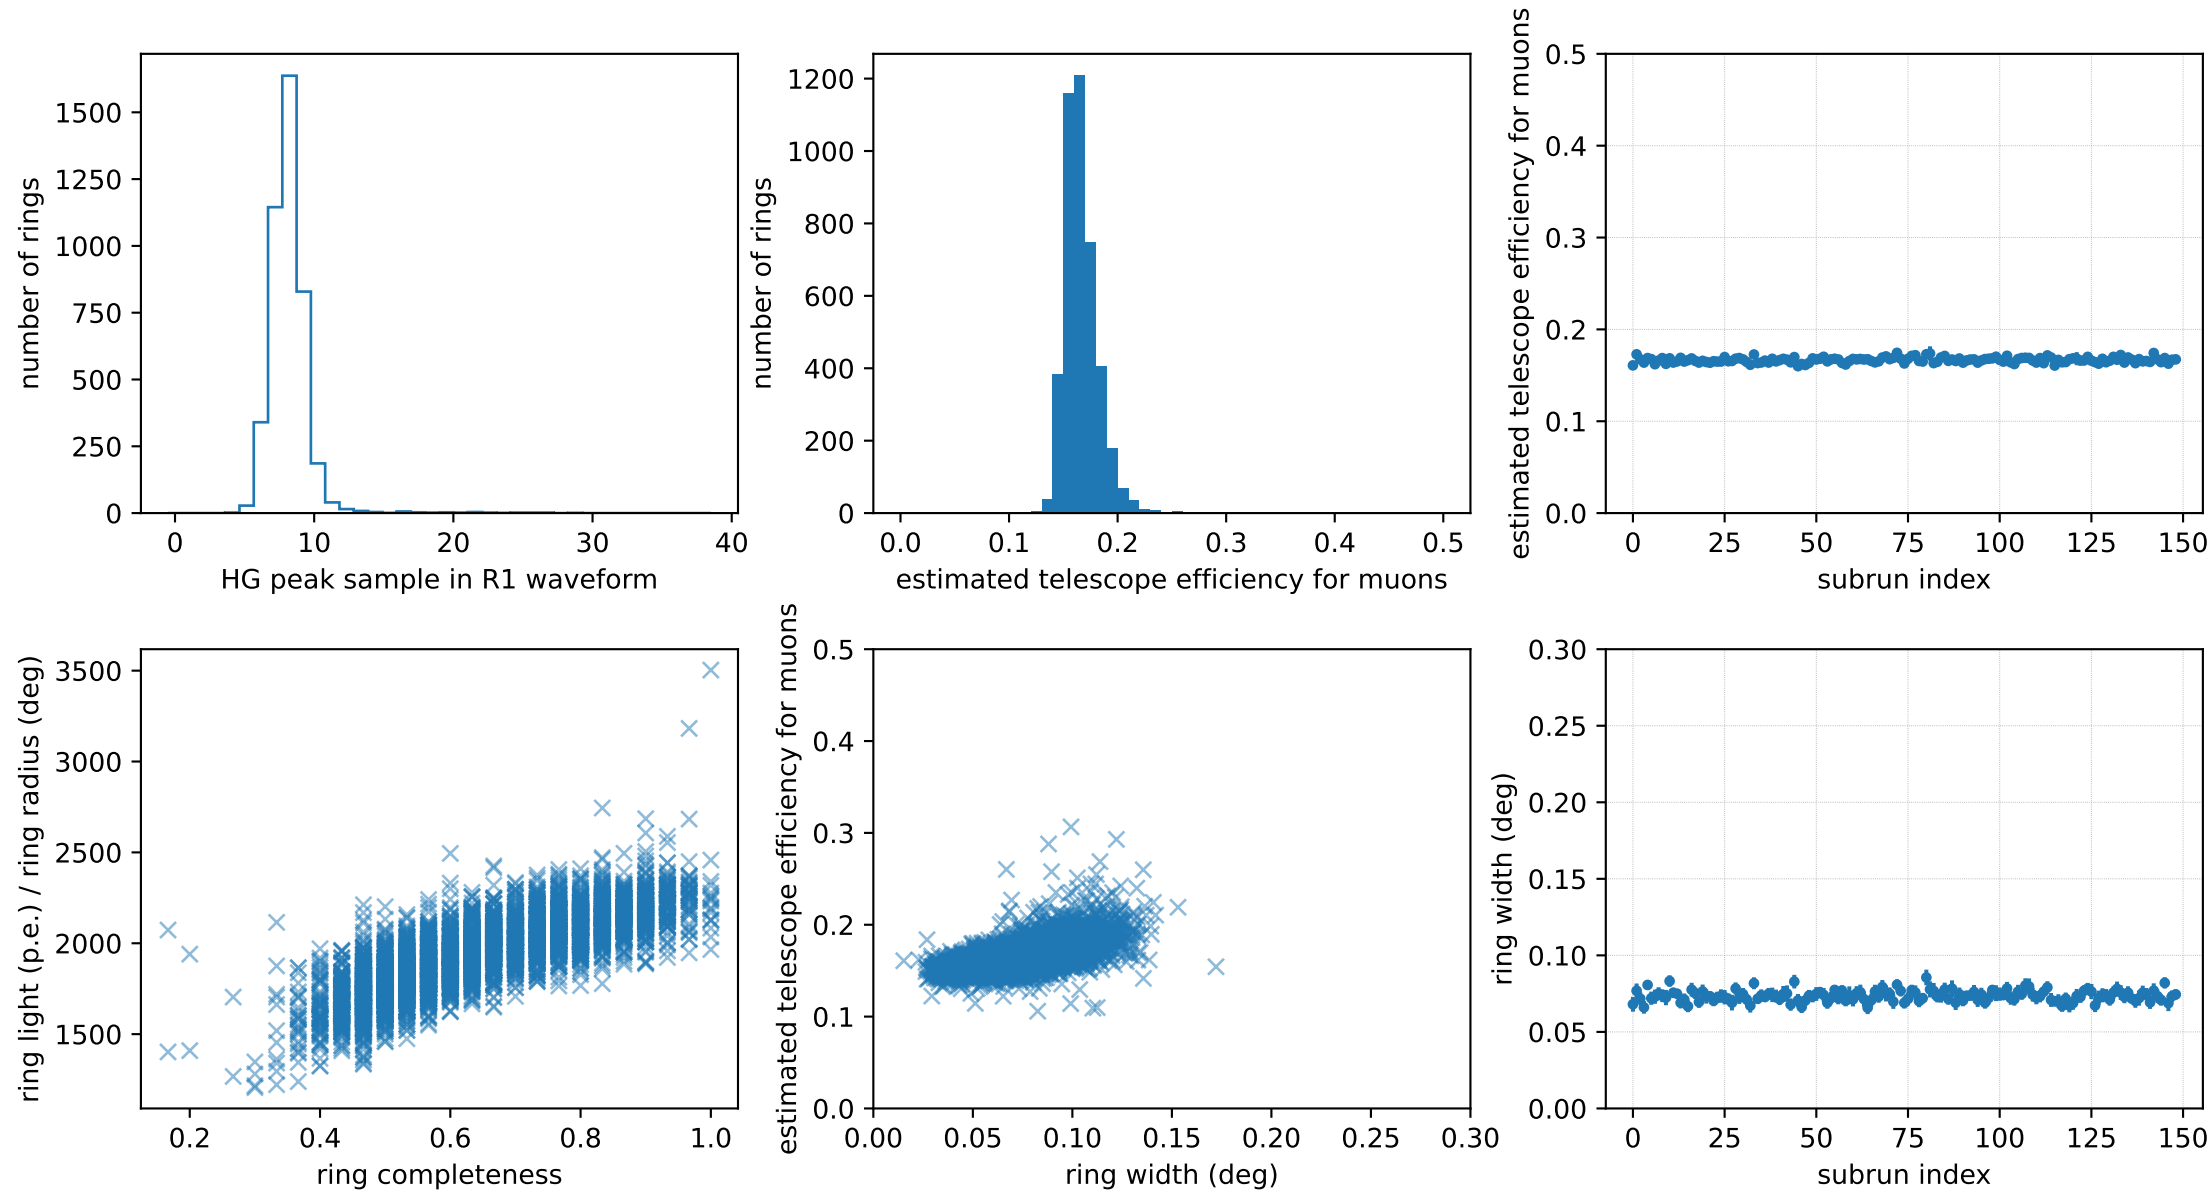 number of rings
1500
1250
1000
750
500
250
0
0 10 20 30 40
HG peak sample in R1 waveform
number of rings
1200
1000
800
600
400
200
0
0.0 0.1 0.2 0.3 0.4 0.5
estimated telescope efficiency for muons
estimated telescope efficiency for muons
0.5
0.4
0.3
0.2
0.1
0.0
0 25 50 75 100 125 150
subrun index
ring light (p.e.) / ring radius (deg)
3500
3000
2500
2000
1500
0.2 0.4 0.6 0.8 1.0
ring completeness
estimated telescope efficiency for muons
0.5
0.4
0.3
0.2
0.1
0.0
0.00 0.05 0.10 0.15 0.20 0.25 0.30
ring width (deg)
ring width (deg)
0.30
0.25
0.20
0.15
0.10
0.05
0.00
0 25 50 75 100 125 150
subrun index